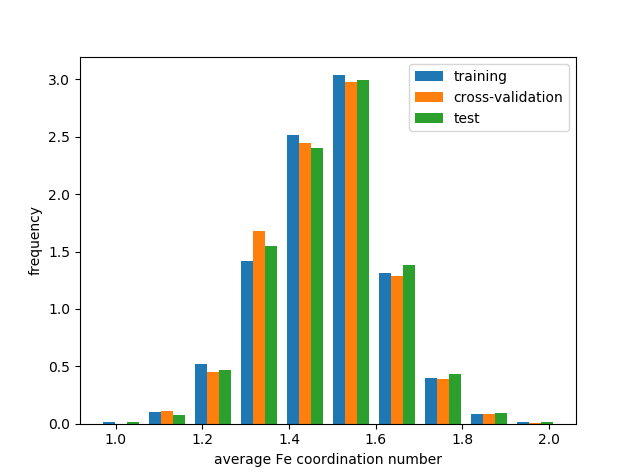 3.0
2.5
2.0
1.5
1.0
0.5
0.0
frequency
training
cross-validation
test
1.0 1.2 1.4 1.6 1.8 2.0
average Fe coordination number